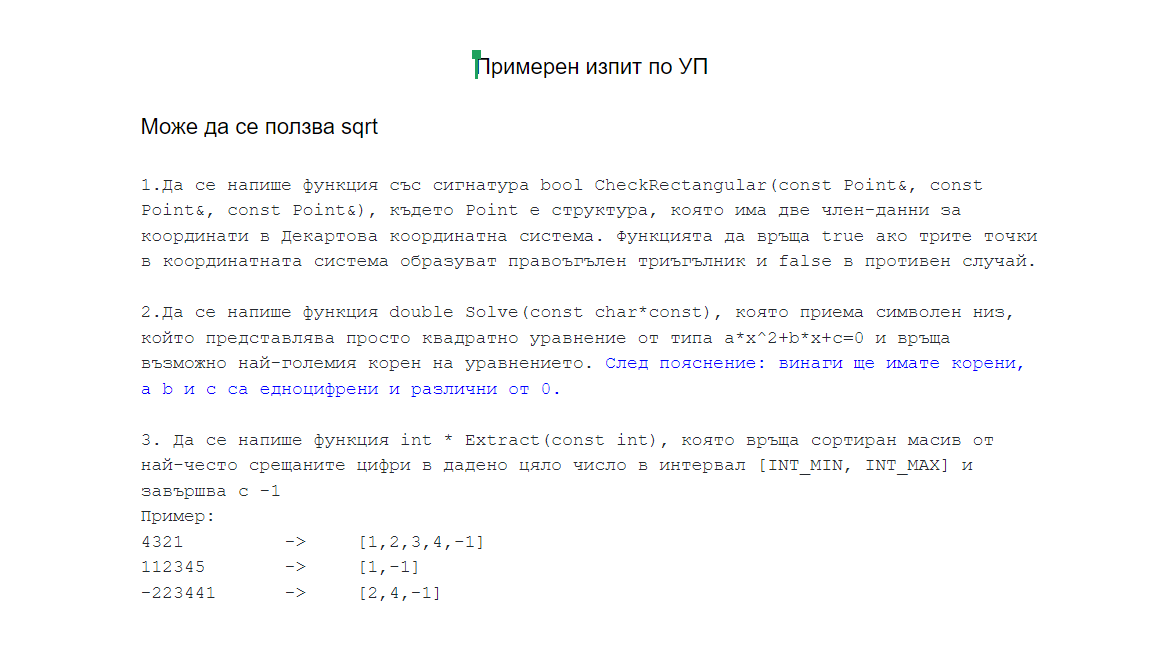 Примерен изпит по УП
Може да се ползва sqrt
1.Да се напише функция със сигнатура bool CheckRectangular(const Point&, const
Point&, const Point&), където Point е структура, която има две член-данни за
координати в Декартова координатна система. Функцията да връща true ако трите точки
в координатната система образуват правоъгълен триъгълник и false в противен случай.
2.Да се напише функция double Solve(const char*const), която приема символен низ,
който представлява просто квадратно уравнение от типа a*x^2+b*x+c=0 и връща
възможно най-големия корен на уравнението. След пояснение: винаги ще имате корени,
a b и c са едноцифрени и различни от 0.
3. Да се напише функция int * Extract(const int), която връща сортиран масив от
най-често срещаните цифри в дадено цяло число в интервал [INT_MIN, INT_MAX] и
завършва с -1
Пример:
4321 -> [1,2,3,4,-1]
112345 -> [1,-1]
-223441 -> [2,4,-1]